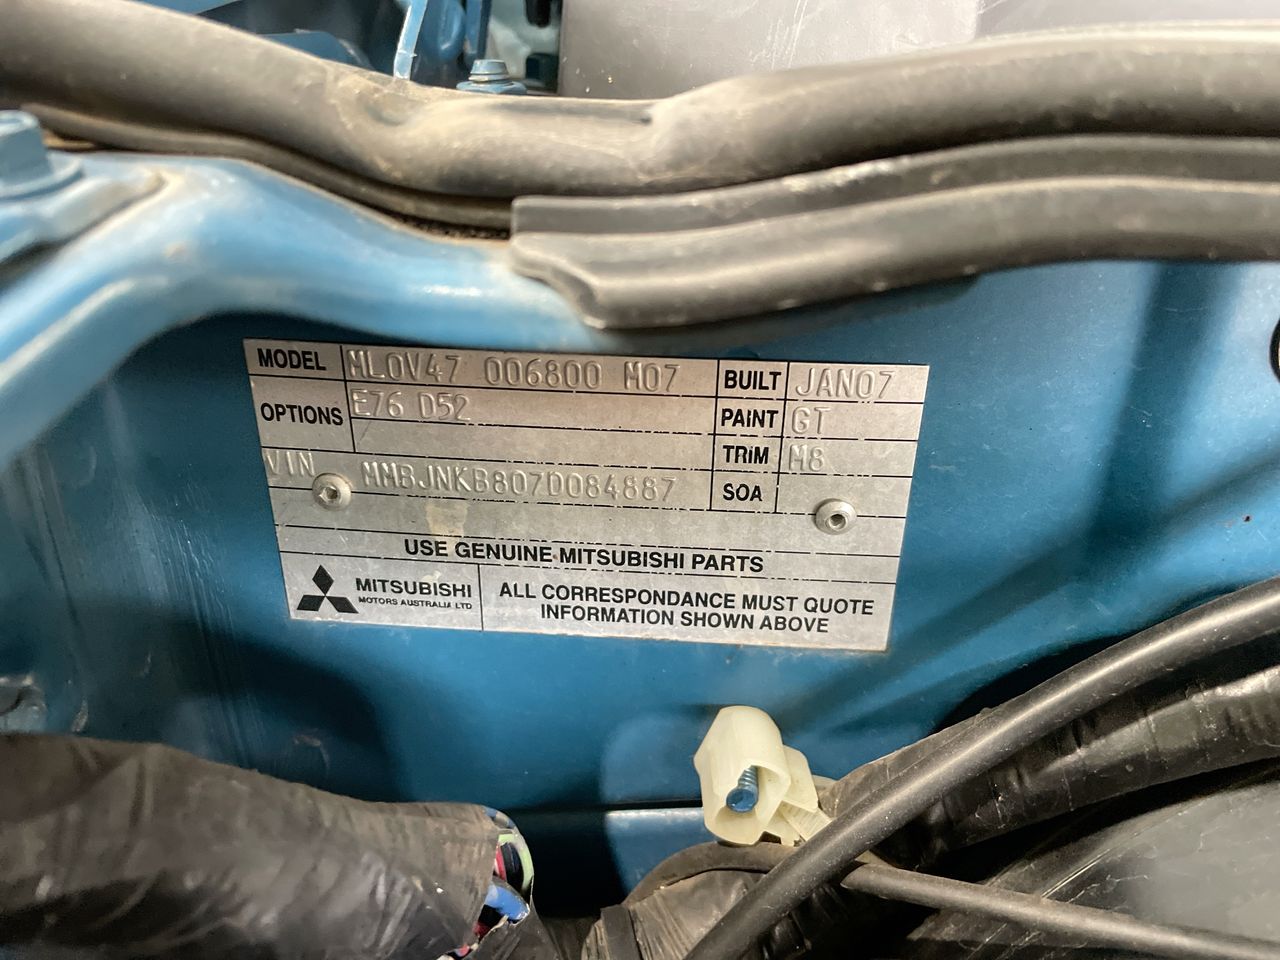 MODEL ML0V47 006800 M07 BUILT JAN07
OPTIONS E76 D52 PAINT GT
TRIM M8
VIN MMBJNKB807D084887 SOA
USE GENUINE MITSUBISHI PARTS
MITSUBISHI
MOTORS AUSTRALIA LTD
ALL CORRESPONDANCE MUST QUOTE
INFORMATION SHOWN ABOVE